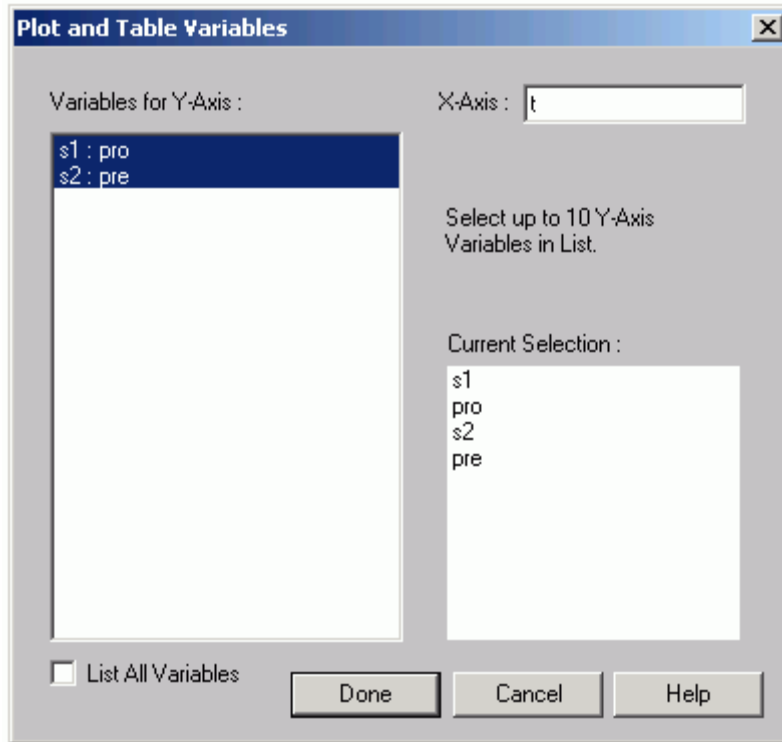 Plot and Table Variables
Variables for Y-Axis :
X-Axis : t
s1 : pro
s2 : pre
Select up to 10 Y-Axis
Variables in List.
Current Selection :
s1
pro
s2
pre
List All Variables
Done
Cancel
Help